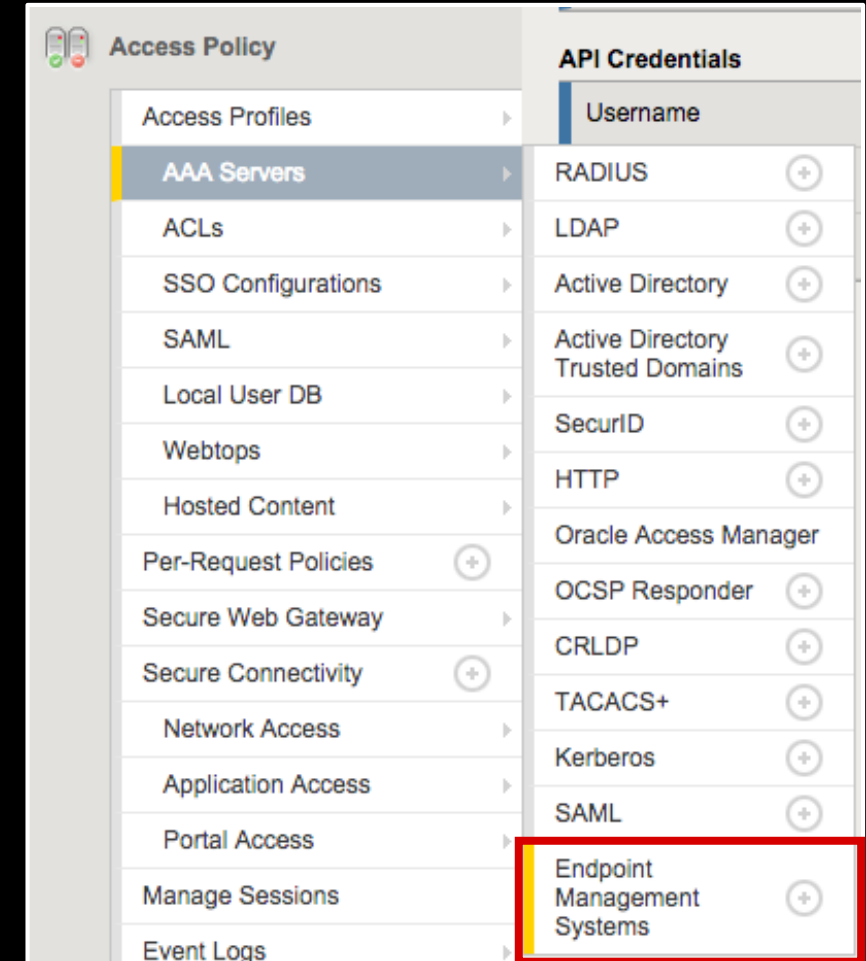 Access Policy
Access Profiles
AAA Servers
ACLs
SSO Configurations
SAML
Local User DB
Webtops
Hosted Content
Per-Request Policies
Secure Web Gateway
Secure Connectivity
Network Access
Application Access
Portal Access
Manage Sessions
Event Logs
API Credentials
Username
RADIUS
LDAP
Active Directory
Active Directory
Trusted Domains
SecurID
HTTP
Oracle Access Manager
OCSP Responder
CRLDP
TACACS+
Kerberos
SAML
Endpoint
Management
Systems